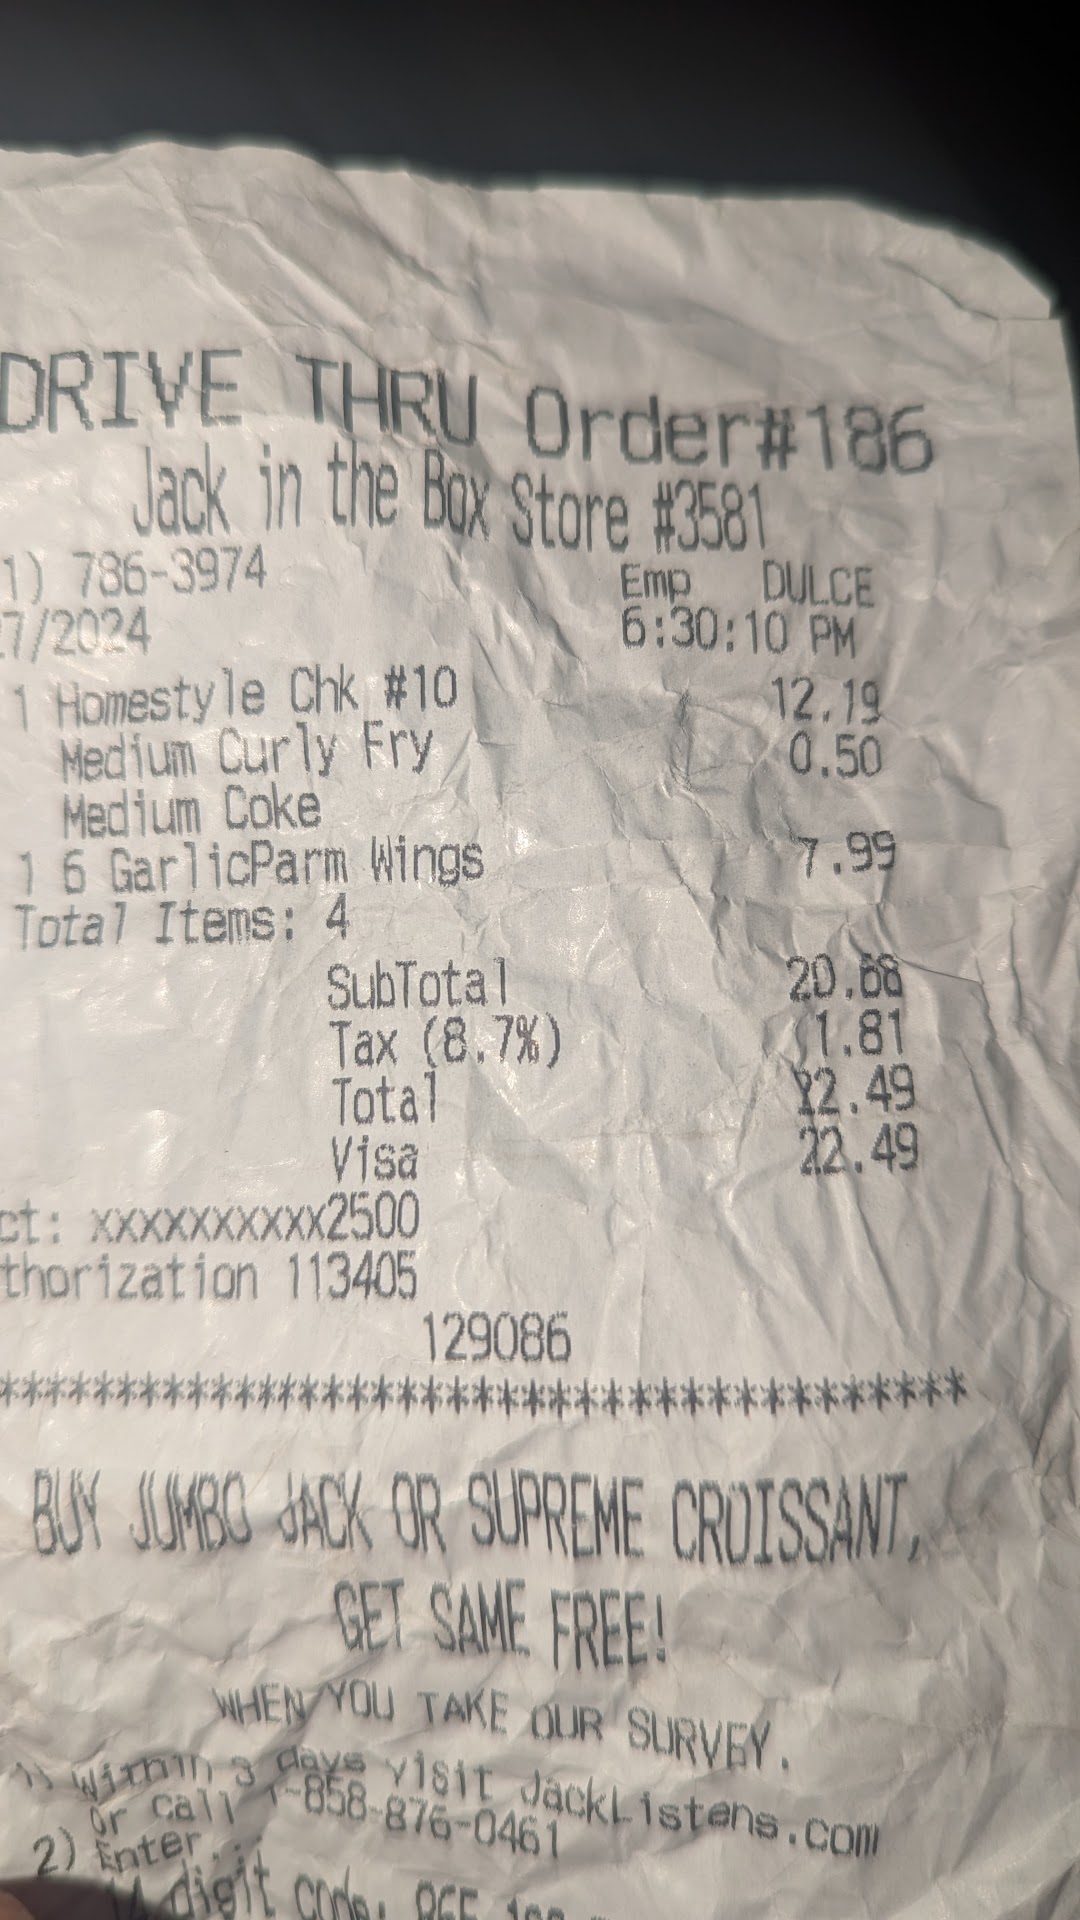 DRIVE THRU Order#186
Jack in the Box Store #3581
1) 786-3974 Emp DULCE
7/2024 6:30:10 PM
1 Homestyle Chk #10 12.19
Medium Curly Fry 0.50
Medium Coke
1 6 GarlicParm Wings 7.99
Total Items: 4
SubTotal 20.68
Tax (8.7%) 1.81
Total 22.49
Visa 22.49
ct: xxxxxxxxxx2500
thorization 113405
129086
*****************************************
BUY JUMBO JACK OR SUPREME CROISSANT,
GET SAME FREE!
WHEN YOU TAKE OUR SURVEY.
1) Within 3 days visit JackListens.com
Or call 1-858-876-0461
2) Enter...
14 digit code,